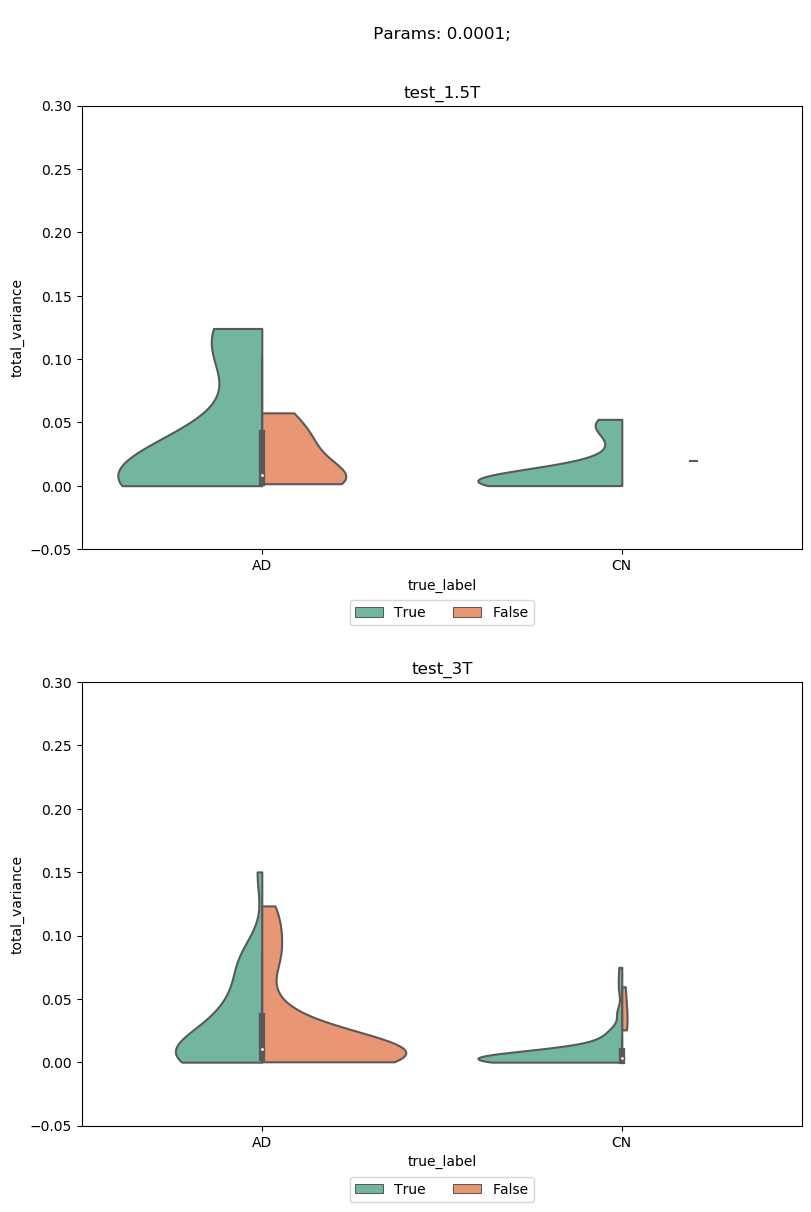 Params: 0.0001;
test_1.5T
0.30
0.25
0.20
0.15
0.10
0.05
0.00
−0.05
total_variance
AD CN
true_label
True False
test_3T
0.30
0.25
0.20
0.15
0.10
0.05
0.00
−0.05
total_variance
AD CN
true_label
True False